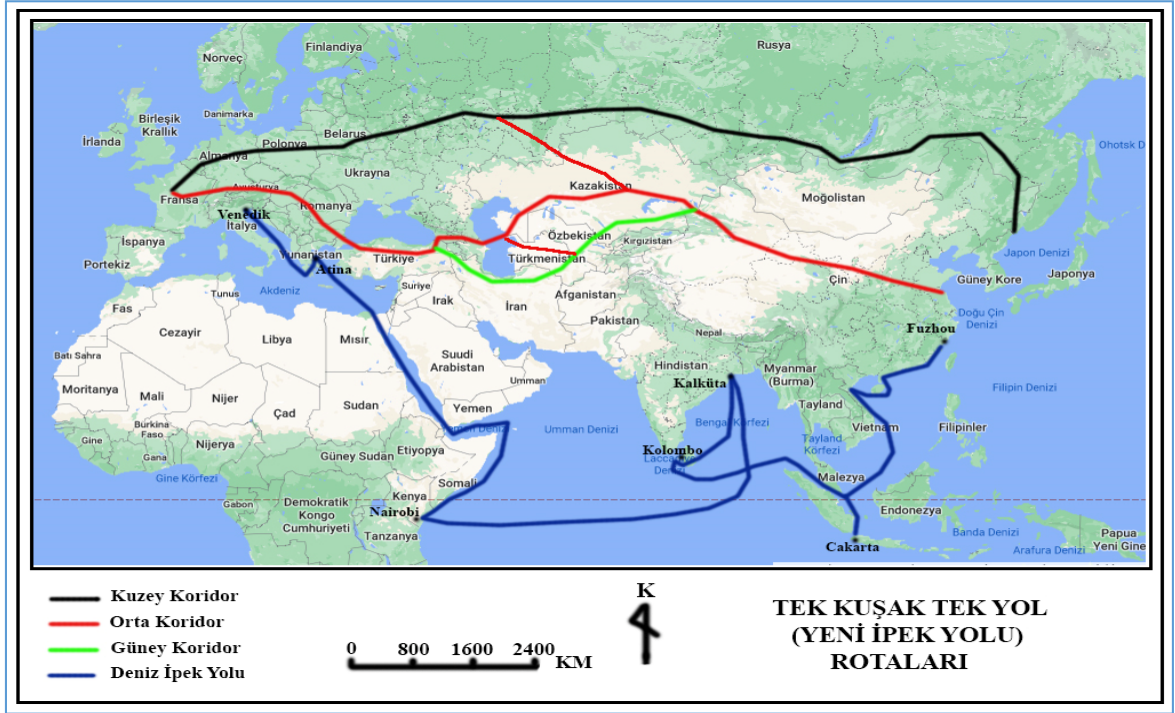 Rusya
Finlandiya
Norveç
Danimarka
Birleşik
Krallık
İrlanda
Belarus
Polonya
Almanya
Ohotsk D
Ukrayna
Kazakistan
Moğolistan
Avusturya
Fransa
Romanya
Venedik
İtalya
Özbekistan
Kırgızistan
İspanya
Portekiz
Yunanistan
Atina
Türkiye
Türkmenistan
Japon Denizi
Japonya
Güney Kore
Çin
Akdeniz
Tunus
Suriye
Irak
İran
Afganistan
Pakistan
Doğu Çin
Denizi
Fas
Cezayir
Libya
Mısır
Nepal
Fuzhou
Batı Sahra
Suudi
Arabistan
Umman
Hindistan
Kalküta
Myanmar
(Burma)
Filipin Denizi
Moritanya
Mali
Nijer
Çad
Sudan
Yemen
Umman Denizi
Tayland
Vietnam
Filipinler
Burkina
Faso
Gine
Gana
Nijerya
Etiyopya
Güney Sudan
Kolombo
Tayland
Körfezi
Gine Körfezi
Somali
Malezya
Gabon
Kenya
Demokratik
Kongo
Cumhuriyeti
Nairobi
Tanzanya
Endonezya
Cakarta
Banda Denizi
Arafura Denizi
Papua
Yeni Gine
Kuzey Koridor
Orta Koridor
Güney Koridor
Deniz İpek Yolu
0 800 1600 2400 KM
K
TEK KUŞAK TEK YOL
(YENİ İPEK YOLU)
ROTALARI